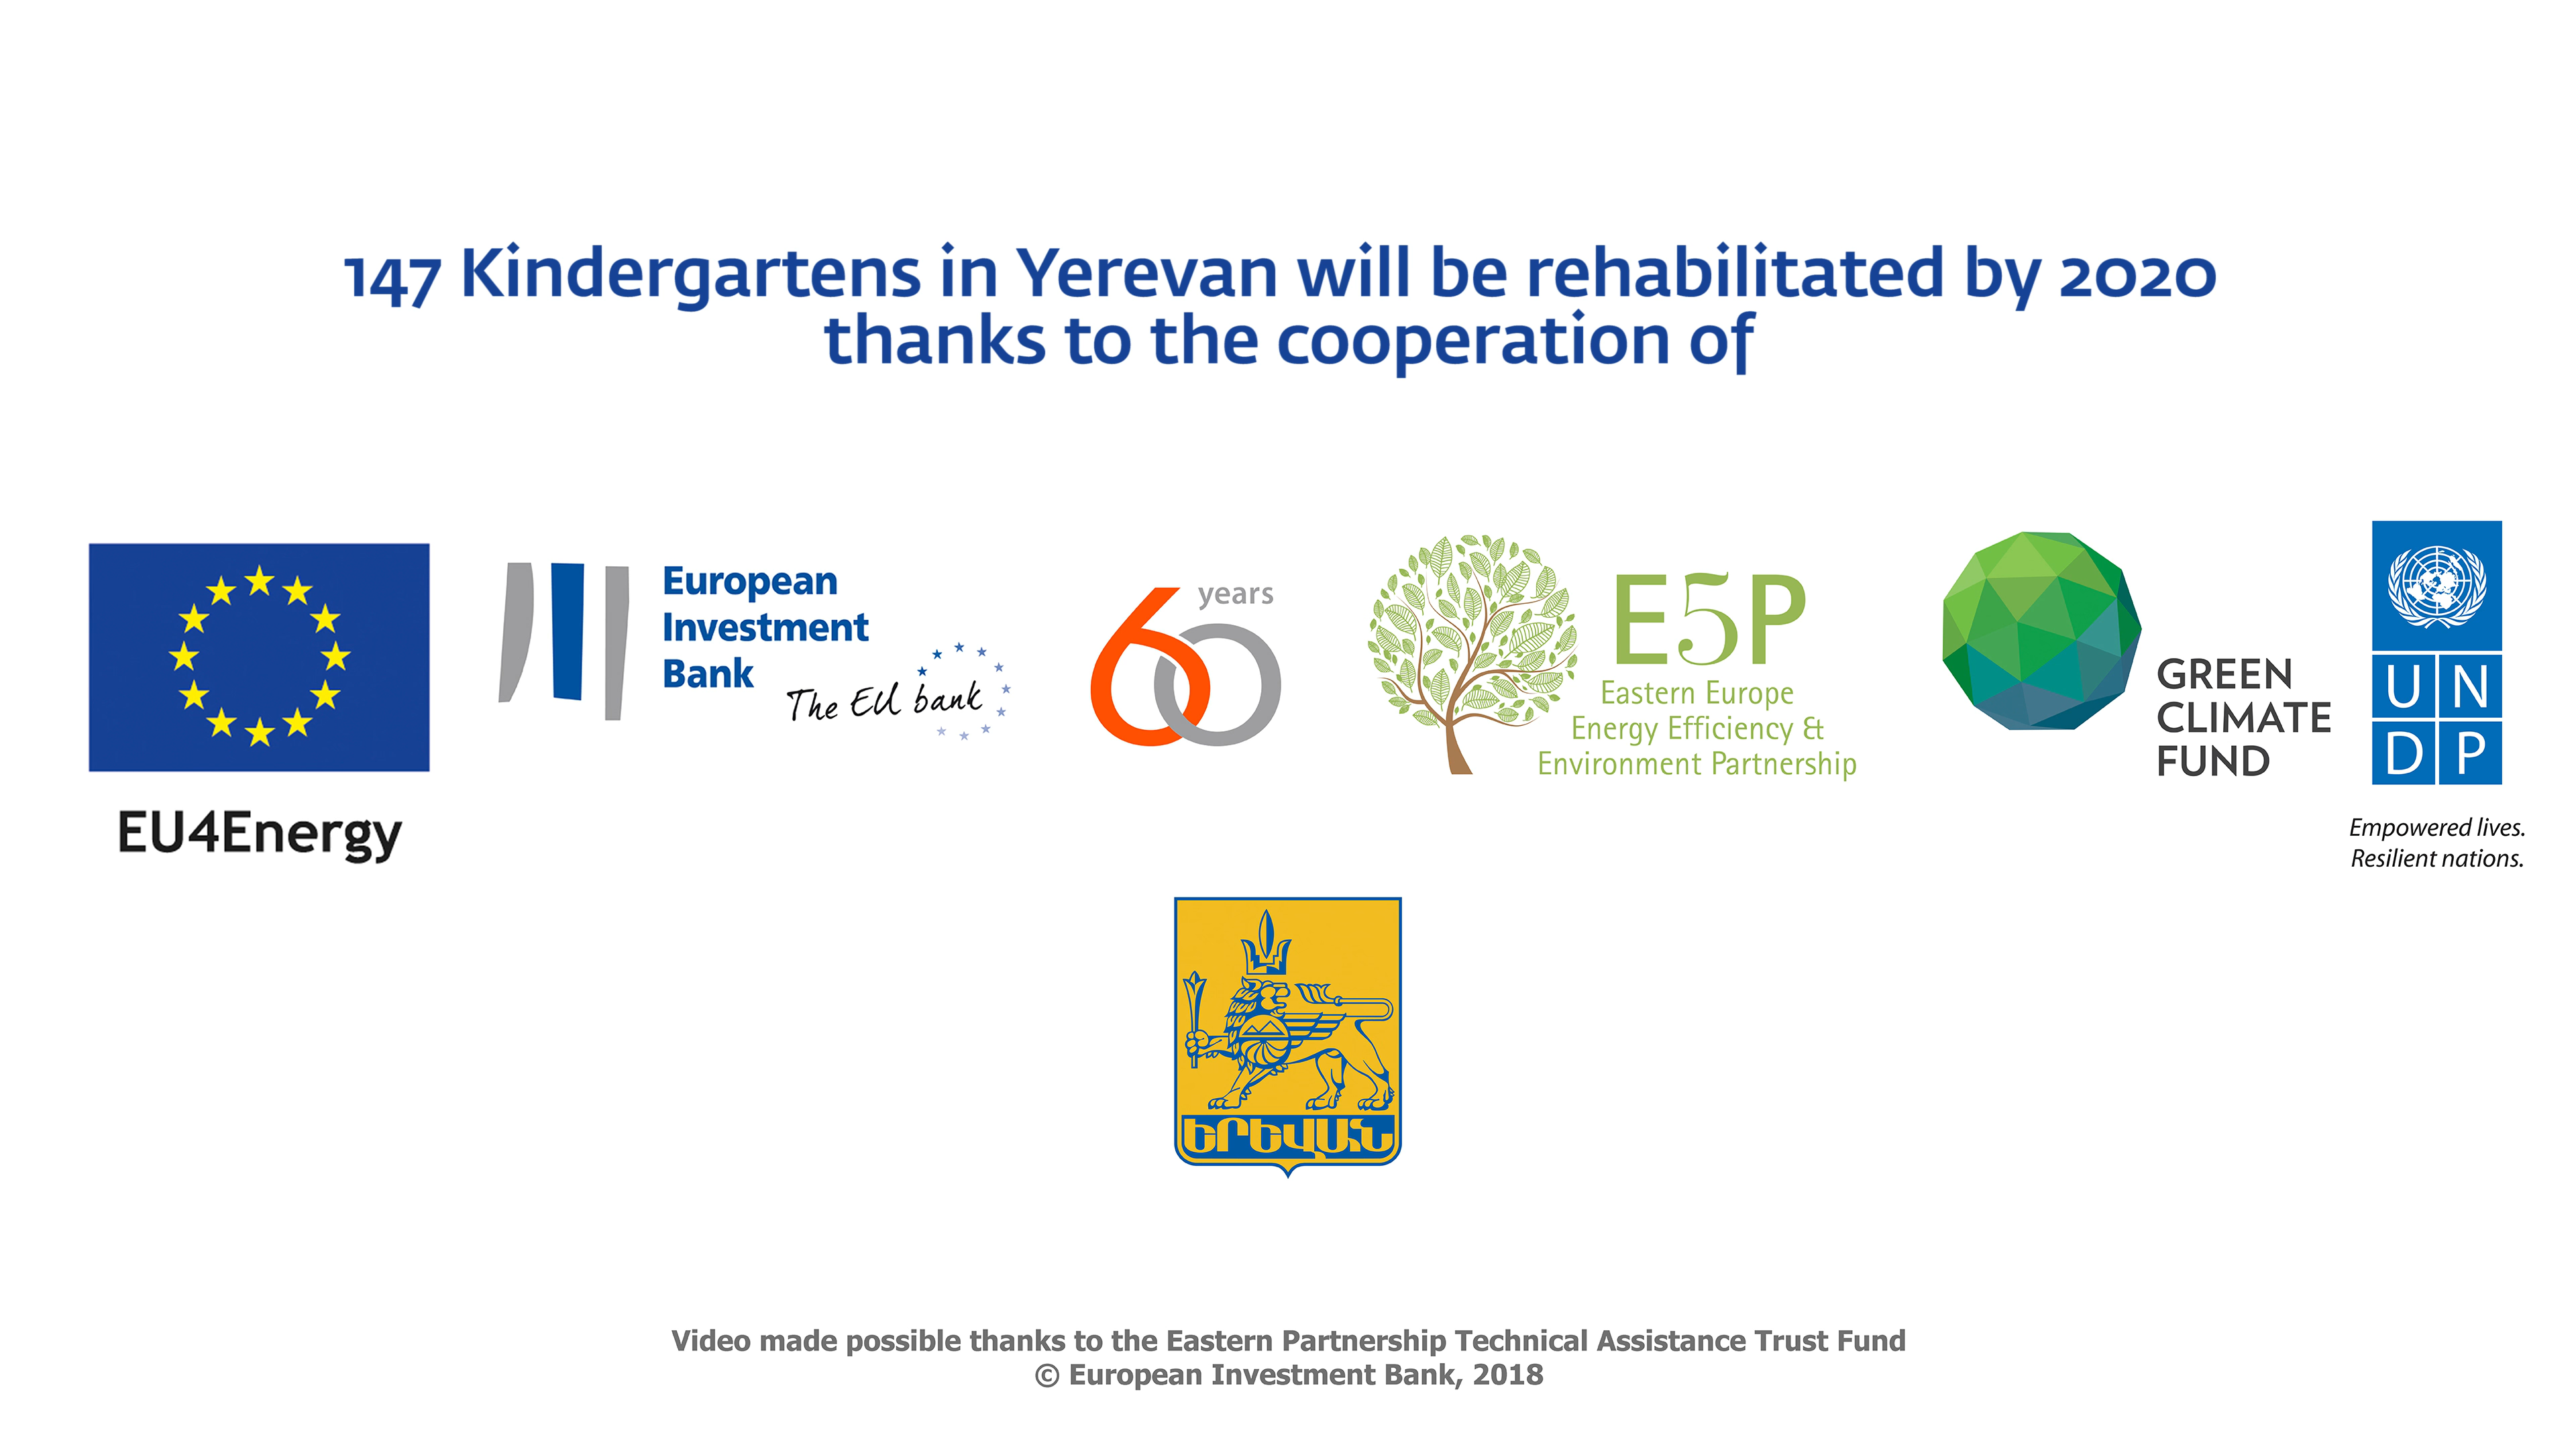 147 Kindergartens in Yerevan will be rehabilitated by 2020
thanks to the cooperation of
EU4Energy
European
Investment
Bank
The EU bank
60 years
E5P
Eastern Europe
Energy Efficiency &
Environment Partnership
GREEN
CLIMATE
FUND
UN
DP
Empowered lives.
Resilient nations.
ԵՐԵՎԱՆ
Video made possible thanks to the Eastern Partnership Technical Assistance Trust Fund
© European Investment Bank, 2018